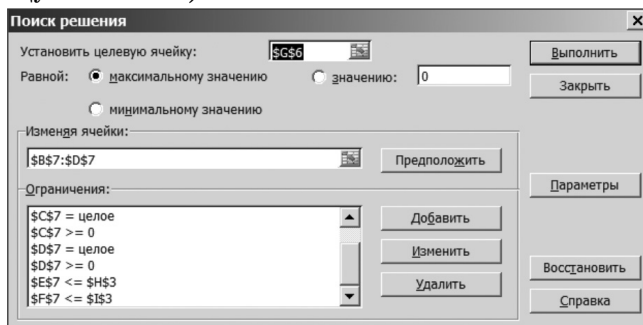 Поиск решения
Установить целевую ячейку: $G$6
Выполнить
Равной: максимальному значению значению: 0
Закрыть
минимальному значению
Изменяя ячейки:
$B$7:$D$7
Предположить
Ограничения:
Параметры
$C$7 = целое
Добавить
$C$7 >= 0
$D$7 = целое
Изменить
$D$7 >= 0
Восстановить
$E$7 <= $H$3
Удалить
$F$7 <= $I$3
Справка